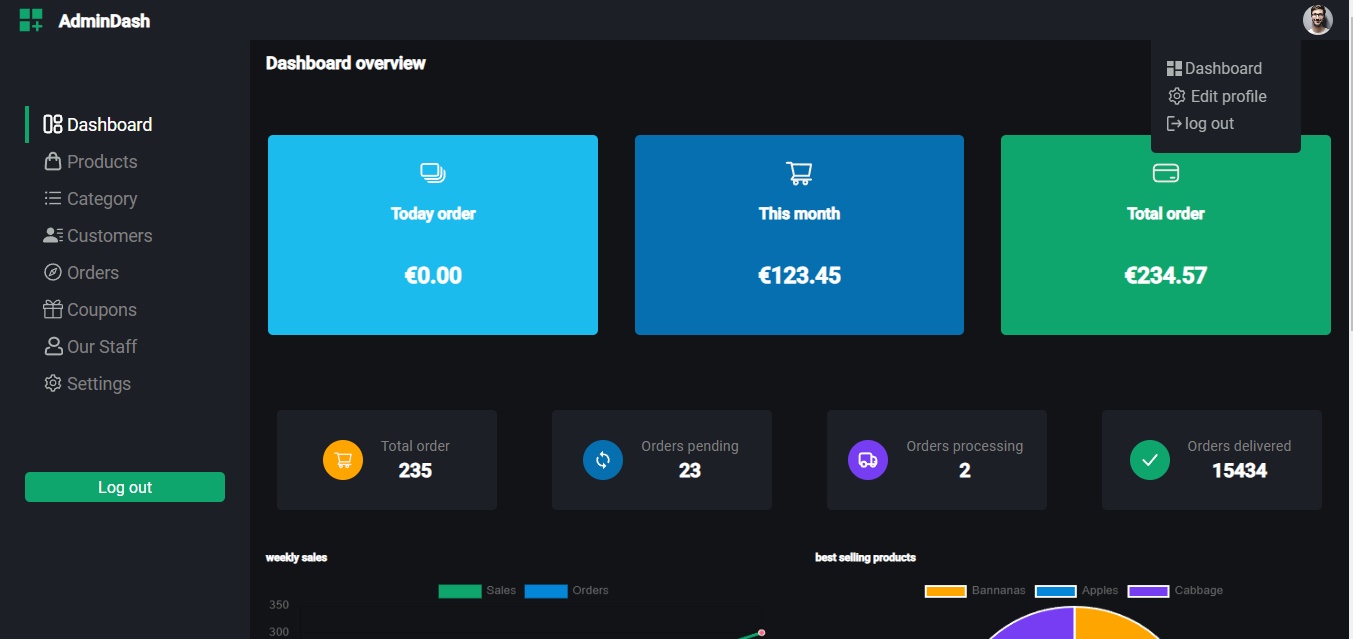 AdminDash
Dashboard overview
Dashboard
Edit profile
log out
Dashboard
Products
Category
Customers
Orders
Coupons
Our Staff
Settings
Log out
Today order
€0.00
This month
€123.45
Total order
€234.57
Total order
235
Orders pending
23
Orders processing
2
Orders delivered
15434
weekly sales
Sales Orders
350
300
best selling products
Bannanas Apples Cabbage